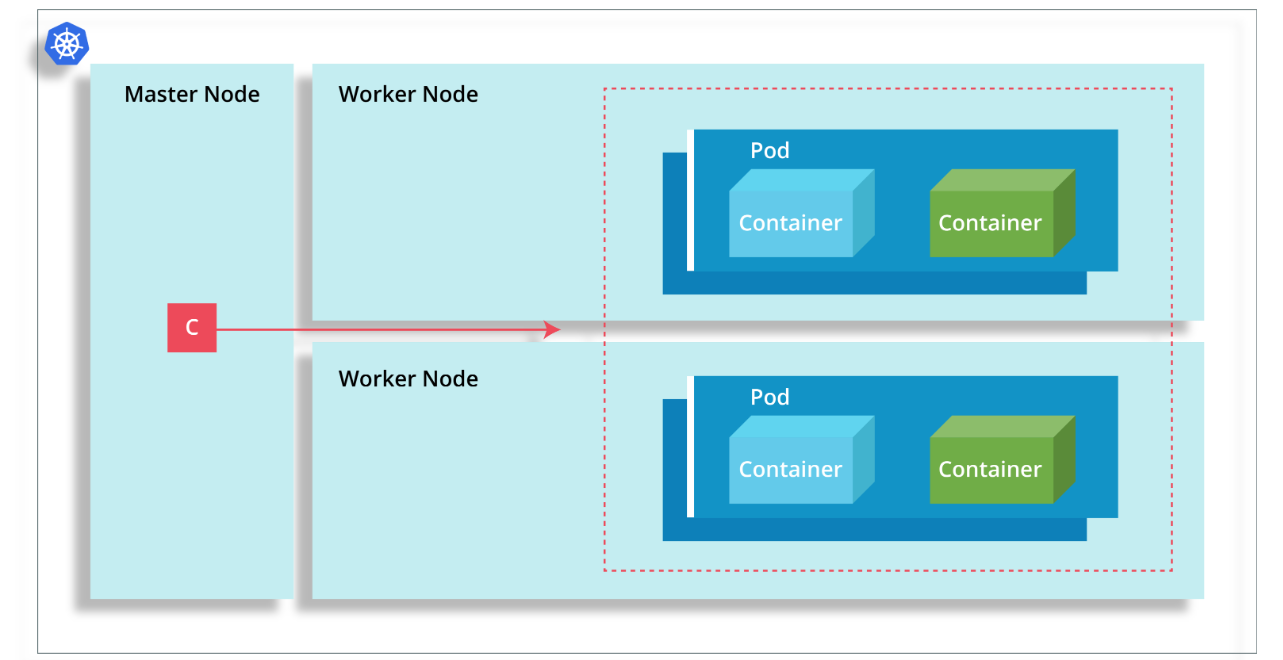 Master Node
Worker Node
Pod
Container
Container
C
Worker Node
Pod
Container
Container